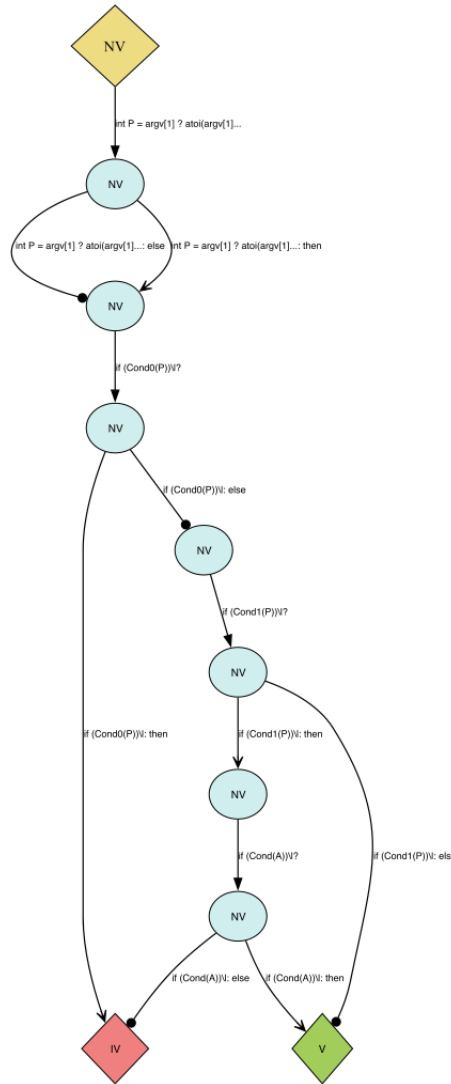 NV
int P = argv[1] ? atoi(argv[1]...
NV
int P = argv[1] ? atoi(argv[1]...: else
int P = argv[1] ? atoi(argv[1]...: then
NV
if (Cond0(P))\l?
NV
if (Cond0(P))\l: else
NV
if (Cond1(P))\l?
NV
if (Cond0(P))\l: then
if (Cond1(P))\l: then
NV
if (Cond(A))\l?
if (Cond1(P))\l: els
NV
if (Cond(A))\l: else
if (Cond(A))\l: then
IV
V